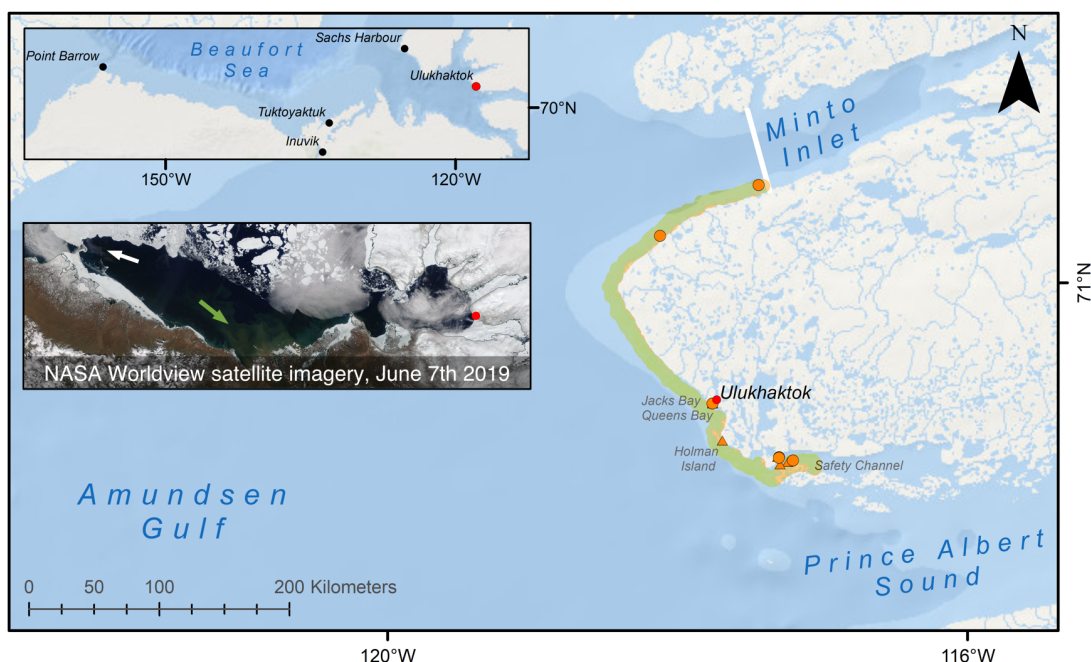 Beaufort
Sea
Point Barrow
Sachs Harbour
Ulukhaktok
Tuktoyaktuk
Inuvik
70°N
150°W
120°W
N
Minto
Inlet
71°N
NASA Worldview satellite imagery, June 7th 2019
Jacks Bay
Queens Bay
Ulukhaktok
Holman
Island
Safety Channel
Amundsen
Gulf
Prince Albert
Sound
0 50 100 200 Kilometers
120°W
116°W